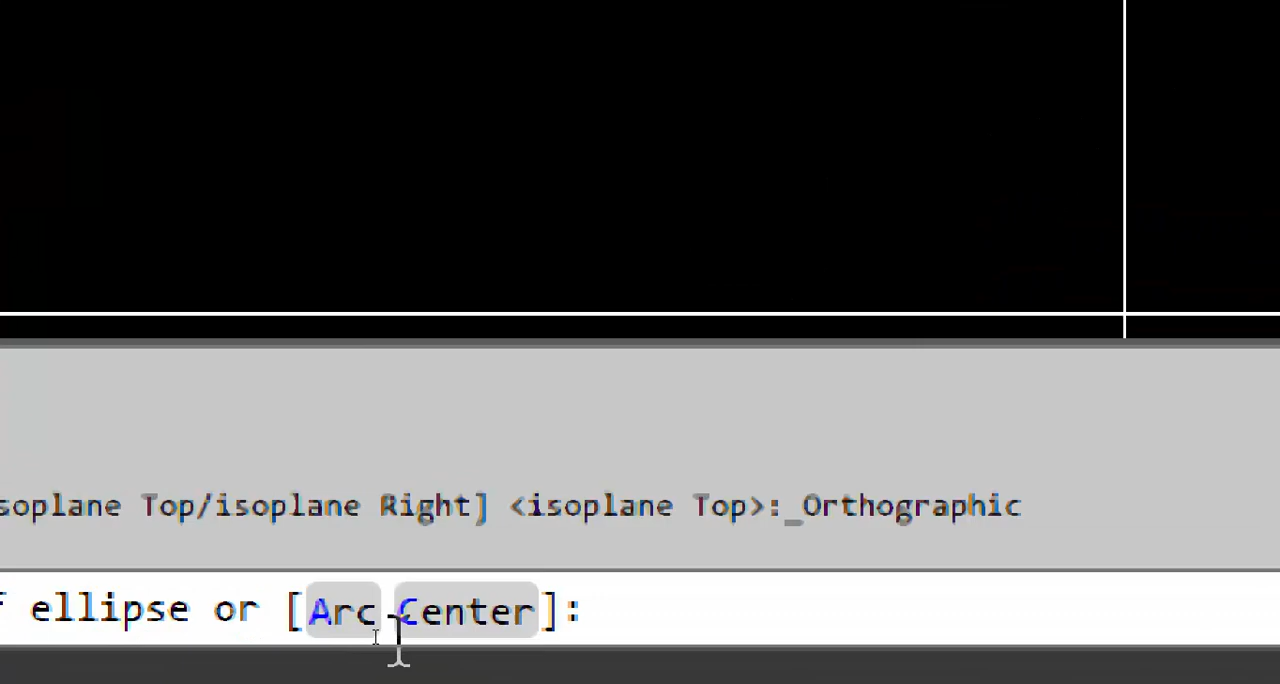 soplane Top/isoplane Right] <isoplane Top>:_Orthographic
f ellipse or [Arc Center]: